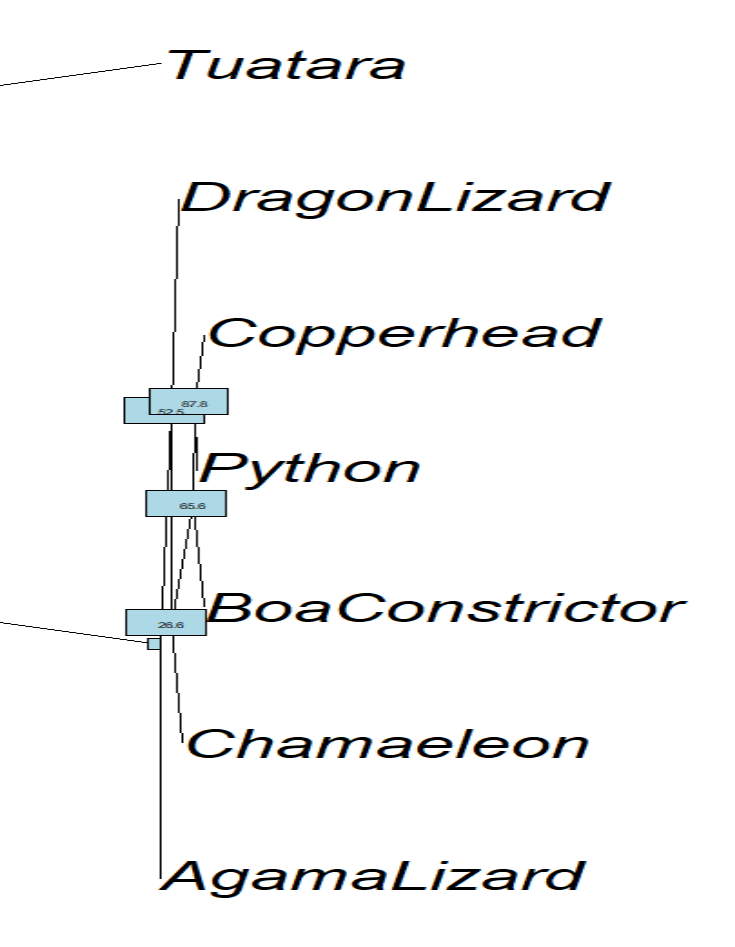 Tuatara
DragonLizard
Copperhead
87.8
52.5
Python
65.6
BoaConstrictor
26.6
Chamaeleon
AgamaLizard